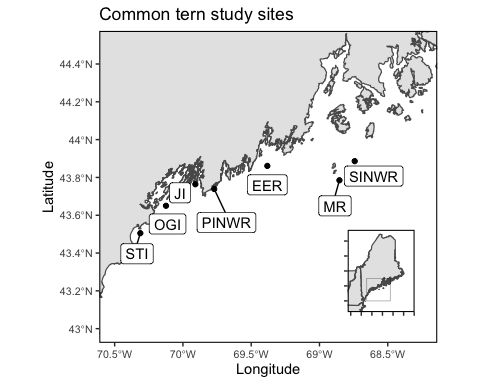 Common tern study sites
44.4°N
44.2°N
44°N
43.8°N
43.6°N
43.4°N
43.2°N
43°N
Latitude
JI
EER
SINWR
MR
OGI
PINWR
STI
70.5°W 70°W 69.5°W 69°W 68.5°W
Longitude